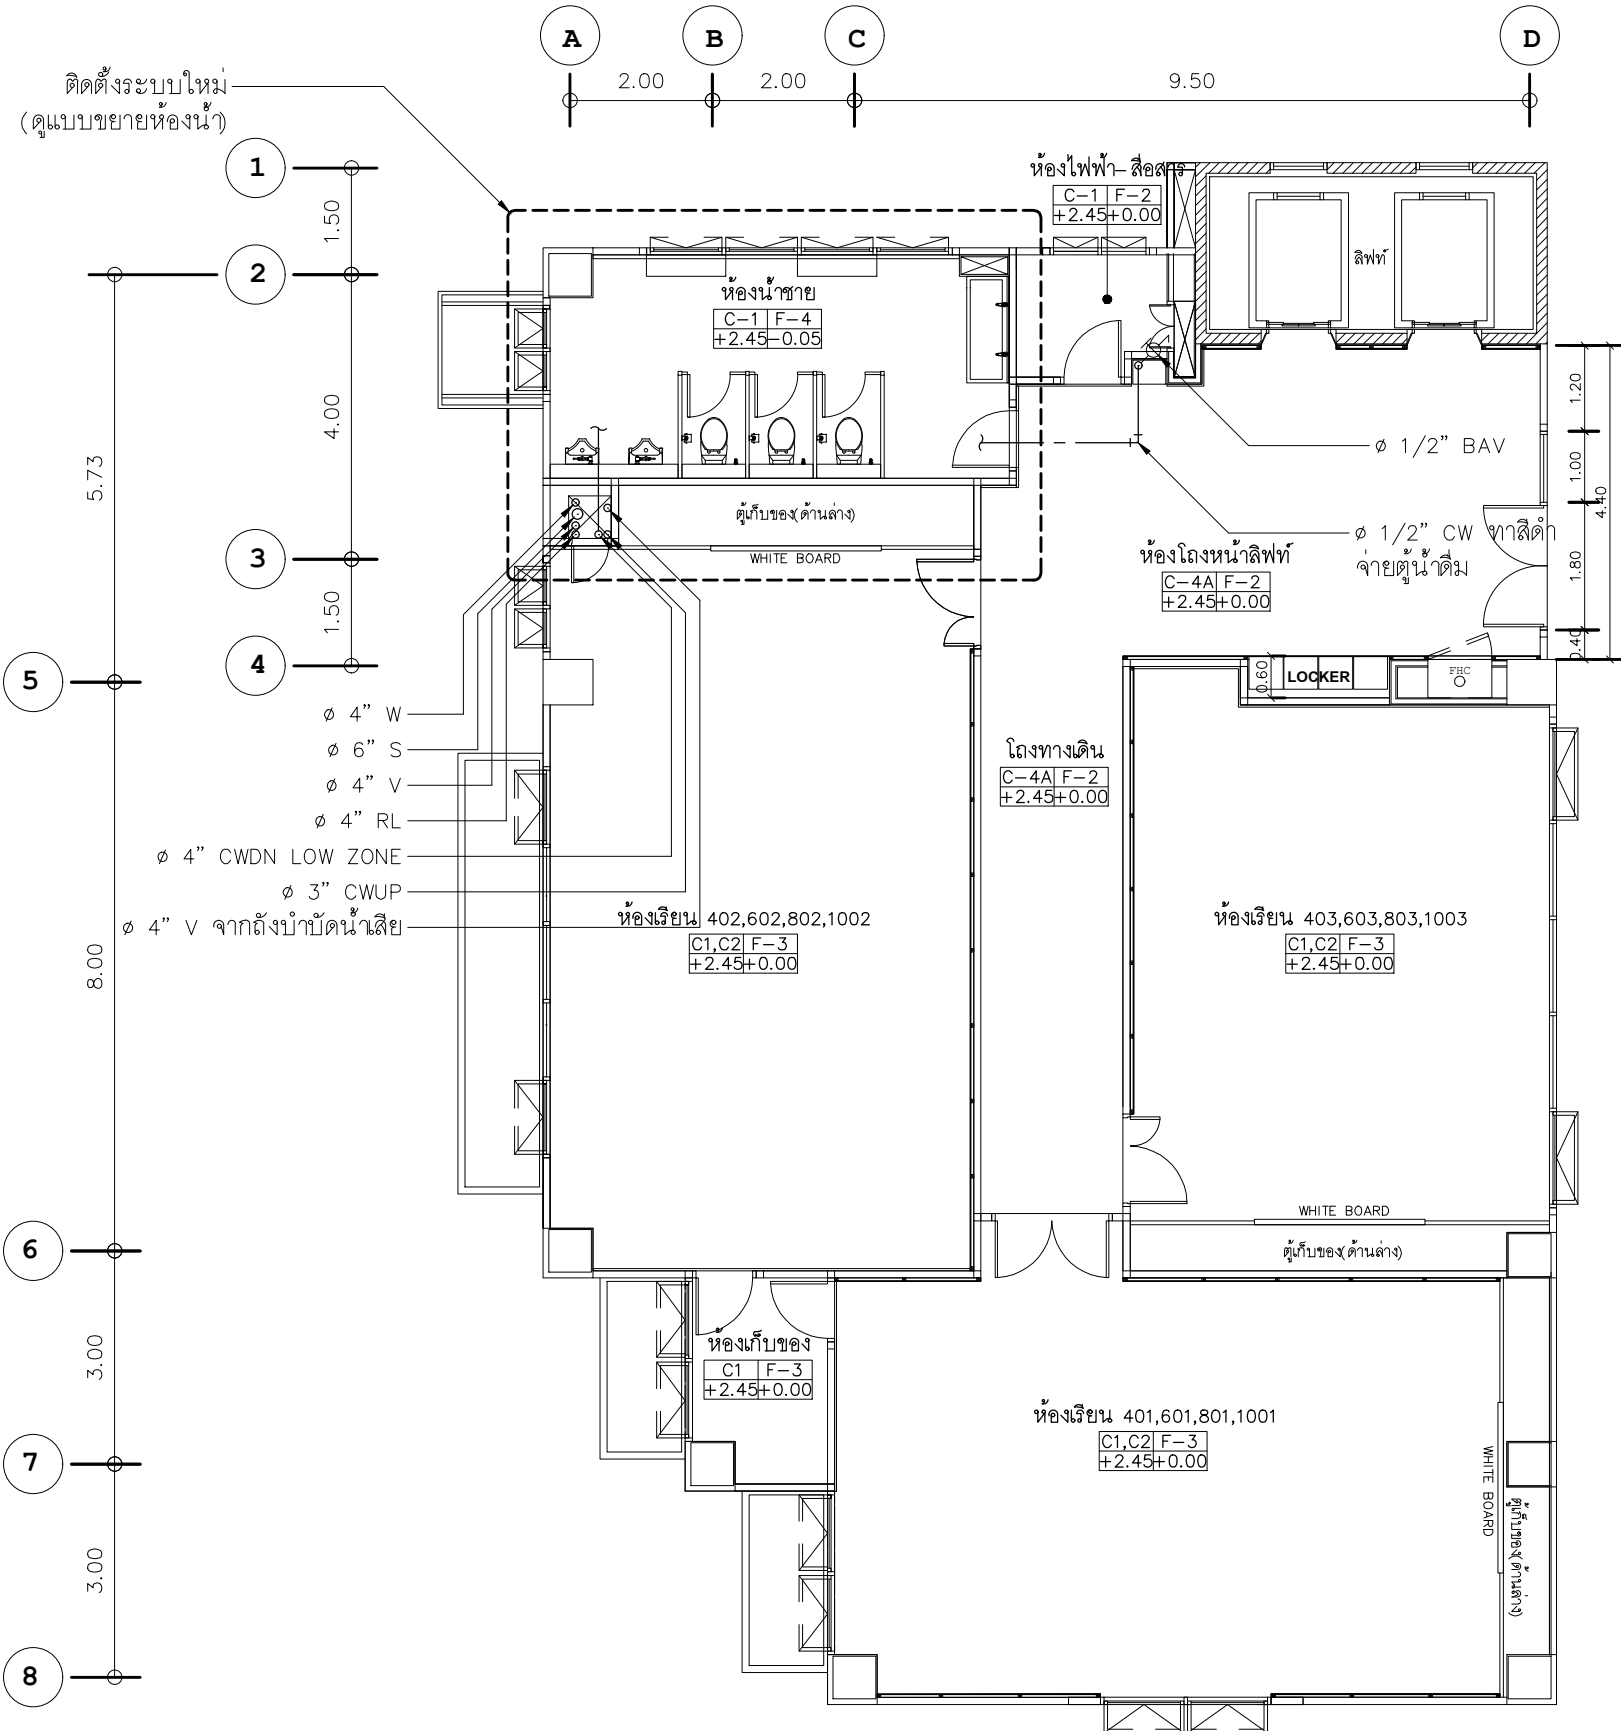 A B C D
2.00 2.00 9.50
ติดตั้งระบบใหม่
(ดูแบบขยายห้องน้ำ)
1
1.50
2
4.00
3
1.50
4
5.73
5
8.00
6
3.00
7
3.00
8
ห้องไฟฟ้า-สื่อสาร
C-1 F-2
+2.45 +0.00
ลิฟท์
ห้องน้ำชาย
C-1 F-4
+2.45 -0.05
1.20
1.00
4.40
1.80
0.40
ø 1/2" BAV
ø 1/2" CW ทาสีดำ
จ่ายตู้น้ำดื่ม
ตู้เก็บของ(ด้านล่าง)
WHITE BOARD
ห้องโถงหน้าลิฟท์
C-4A F-2
+2.45 +0.00
0.60
LOCKER
FHC
ø 4" W
ø 6" S
ø 4" V
ø 4" RL
ø 4" CWDN LOW ZONE
ø 3" CWUP
ø 4" V จากถังบำบัดน้ำเสีย
โถงทางเดิน
C-4A F-2
+2.45 +0.00
ห้องเรียน 402,602,802,1002
C1,C2 F-3
+2.45 +0.00
ห้องเรียน 403,603,803,1003
C1,C2 F-3
+2.45 +0.00
WHITE BOARD
ตู้เก็บของ(ด้านล่าง)
ห้องเก็บของ
C1 F-3
+2.45 +0.00
ห้องเรียน 401,601,801,1001
C1,C2 F-3
+2.45 +0.00
WHITE BOARD
ตู้เก็บของ(ด้านล่าง)